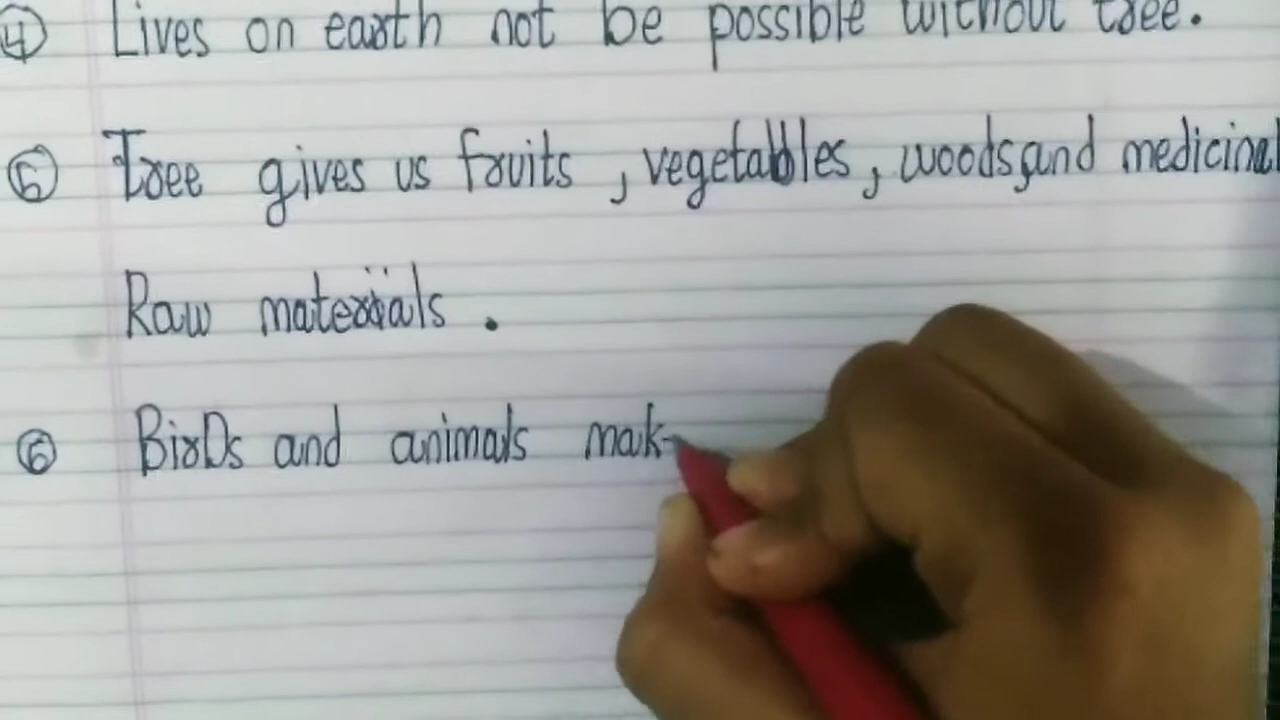 ④ Lives on earth not be possible without tree.
⑤ Tree gives us fruits, vegetables, woods, and medicinal
Raw materials.
⑥ BirDs and animals mak